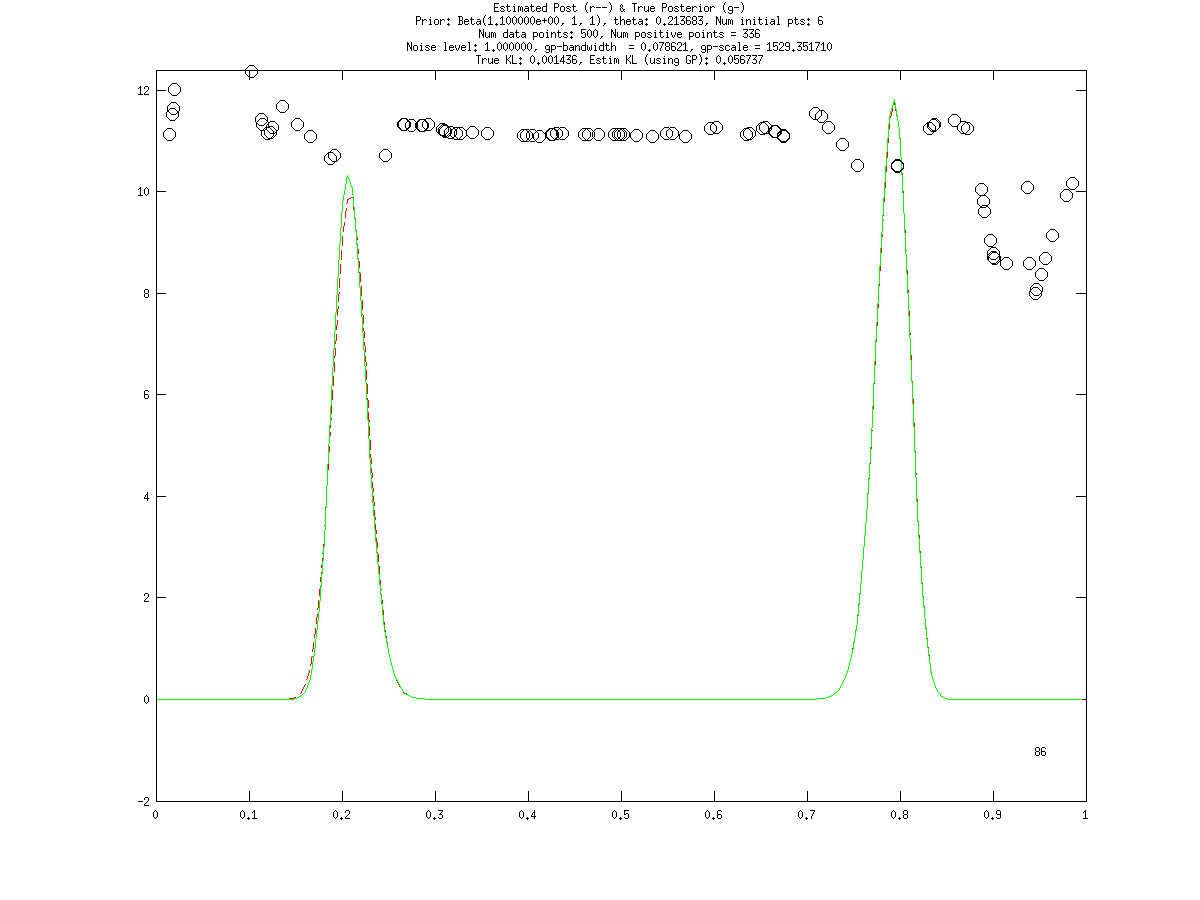 Estimated Post (r--) & True Posterior (g-)
Prior: Beta(1.100000e+00, 1, 1), theta: 0.213683, Num initial pts: 6
Num data points: 500, Num positive points = 336
Noise level: 1.000000, gp-bandwidth  = 0.078621, gp-scale = 1529.351710
True KL: 0.001436, Estim KL (using GP): 0.056737
12
10
8
6
4
2
0
86
-2
0 0.1 0.2 0.3 0.4 0.5 0.6 0.7 0.8 0.9 1